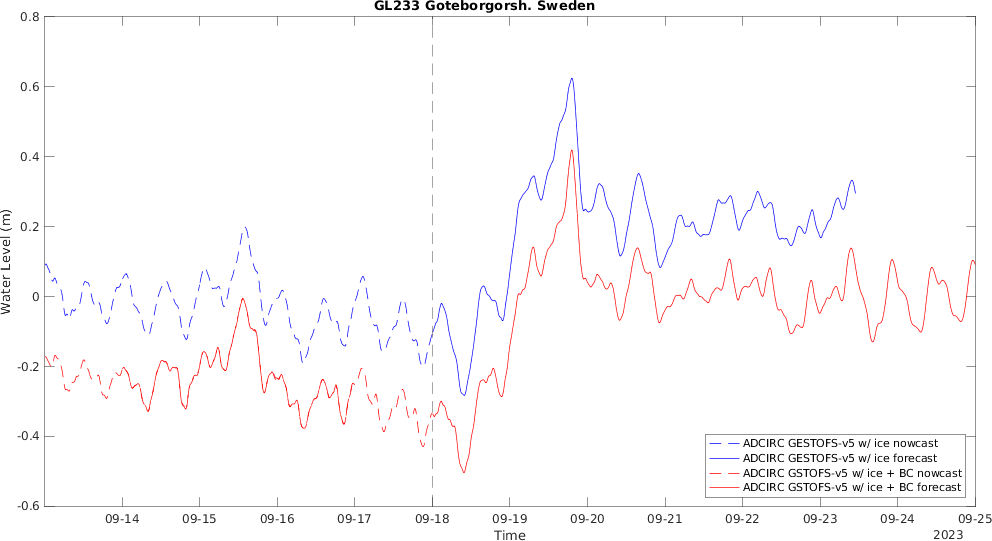 GL233 Goteborgorsh. Sweden
0.8
0.6
0.4
0.2
0
-0.2
-0.4
-0.6
Water Level (m)
ADCIRC GESTOFS-v5 w/ ice nowcast
ADCIRC GESTOFS-v5 w/ ice forecast
ADCIRC GSTOFS-v5 w/ ice + BC nowcast
ADCIRC GSTOFS-v5 w/ ice + BC forecast
09-14 09-15 09-16 09-17 09-18 09-19 09-20 09-21 09-22 09-23 09-24 09-25
Time
2023